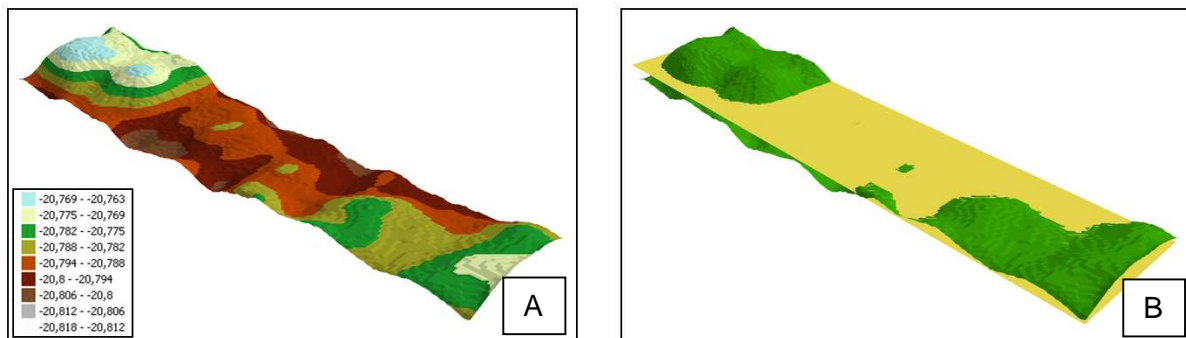 -20,769 - -20,763
-20,775 - -20,769
-20,782 - -20,775
-20,788 - -20,782
-20,794 - -20,788
-20,8 - -20,794
-20,806 - -20,8
-20,812 - -20,806
-20,818 - -20,812
A
B